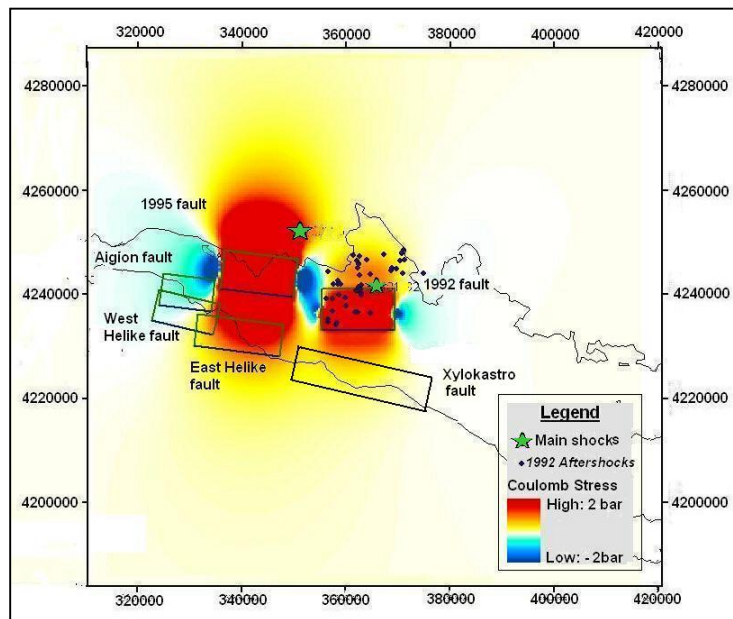 320000 340000 360000 380000 400000 420000
4280000
4260000
4240000
4220000
4200000
1995 fault
Aigion fault
West
Helike fault
East Helike
fault
1992 fault
Xylokastro
fault
Legend
Main shocks
1992 Aftershocks
Coulomb Stress
High: 2 bar
Low: -2bar
4280000
4260000
4240000
4220000
4200000
320000 340000 360000 380000 400000 420000